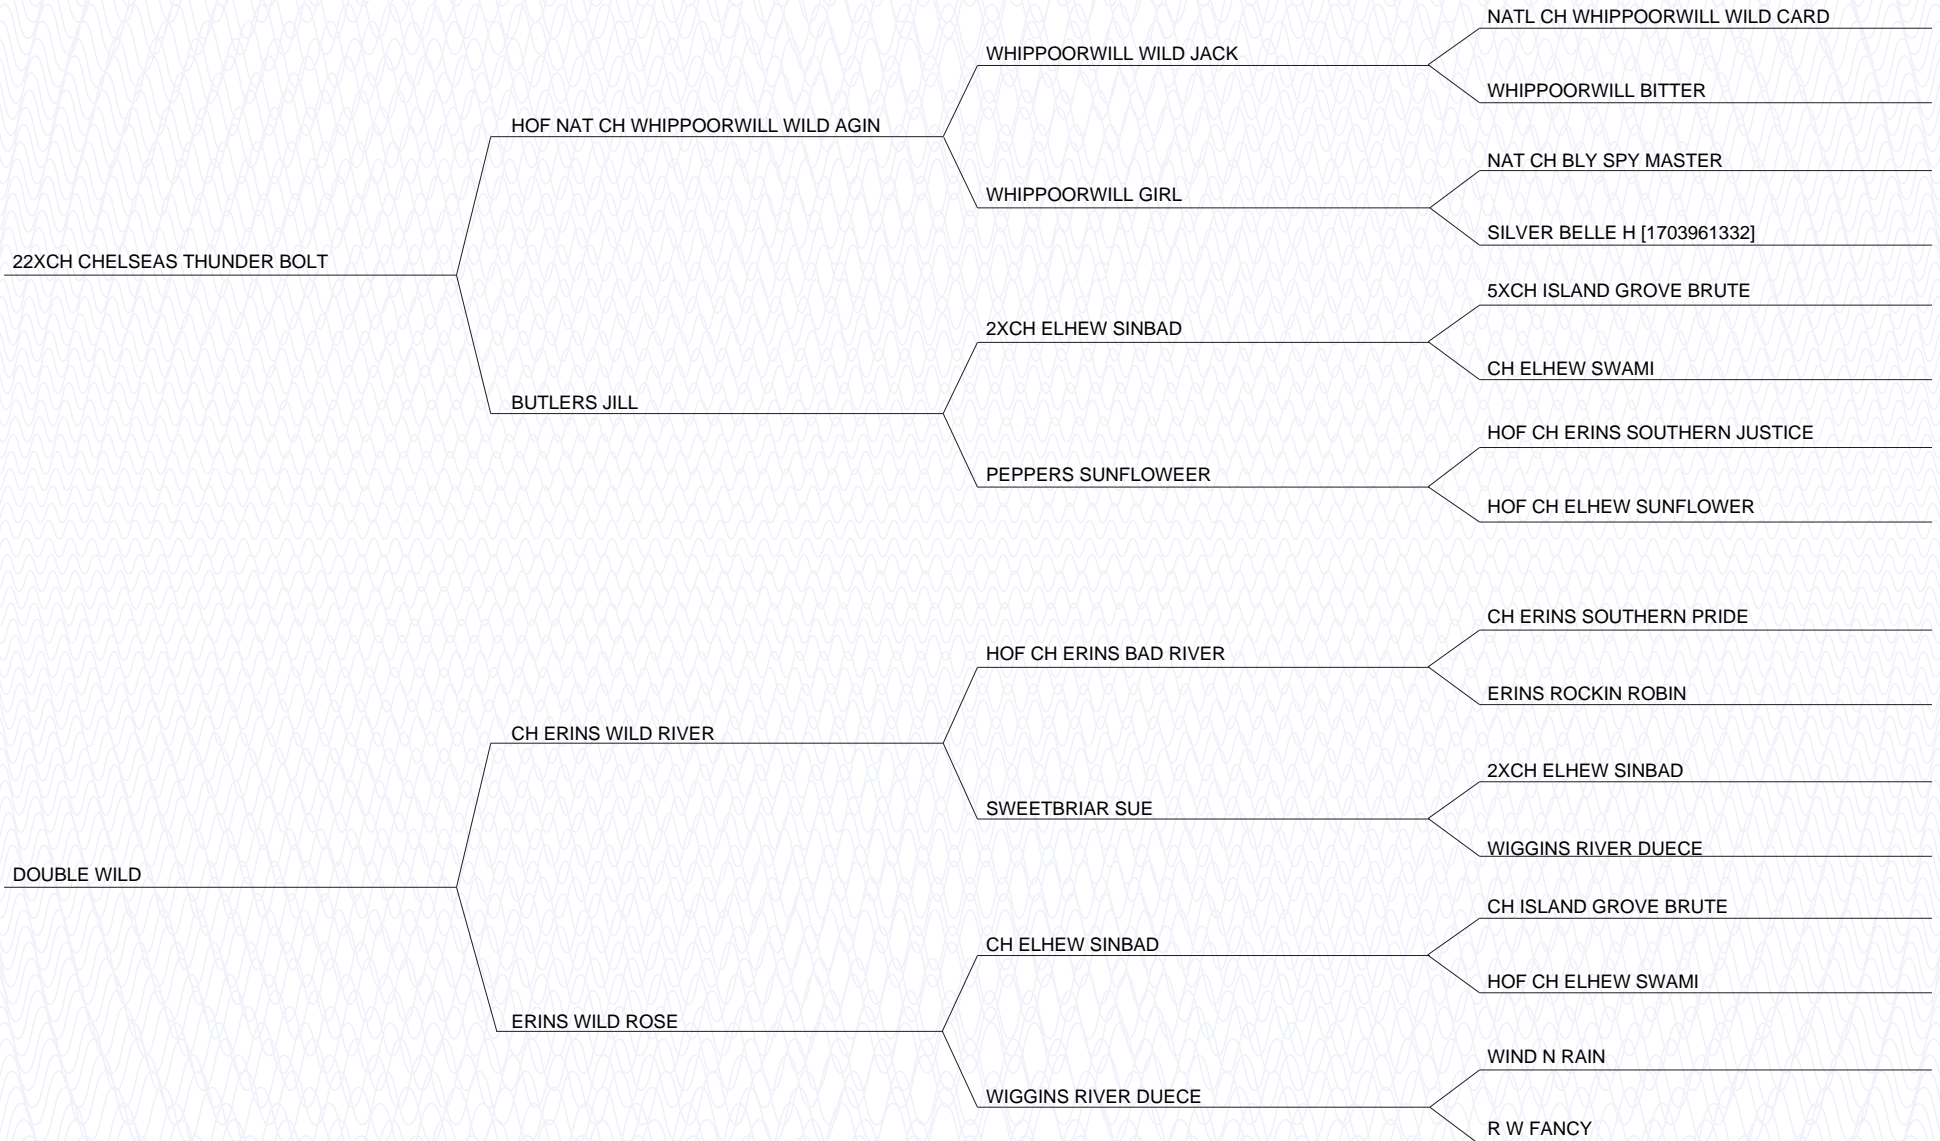 NATL CH WHIPPOORWILL WILD CARD
WHIPPOORWILL WILD JACK
WHIPPOORWILL BITTER
HOF NAT CH WHIPPOORWILL WILD AGIN
NAT CH BLY SPY MASTER
WHIPPOORWILL GIRL
SILVER BELLE H [1703961332]
22XCH CHELSEAS THUNDER BOLT
5XCH ISLAND GROVE BRUTE
2XCH ELHEW SINBAD
CH ELHEW SWAMI
BUTLERS JILL
HOF CH ERINS SOUTHERN JUSTICE
PEPPERS SUNFLOWEER
HOF CH ELHEW SUNFLOWER
CH ERINS SOUTHERN PRIDE
HOF CH ERINS BAD RIVER
ERINS ROCKIN ROBIN
CH ERINS WILD RIVER
2XCH ELHEW SINBAD
SWEETBRIAR SUE
WIGGINS RIVER DUECE
DOUBLE WILD
CH ISLAND GROVE BRUTE
CH ELHEW SINBAD
HOF CH ELHEW SWAMI
ERINS WILD ROSE
WIND N RAIN
WIGGINS RIVER DUECE
R W FANCY